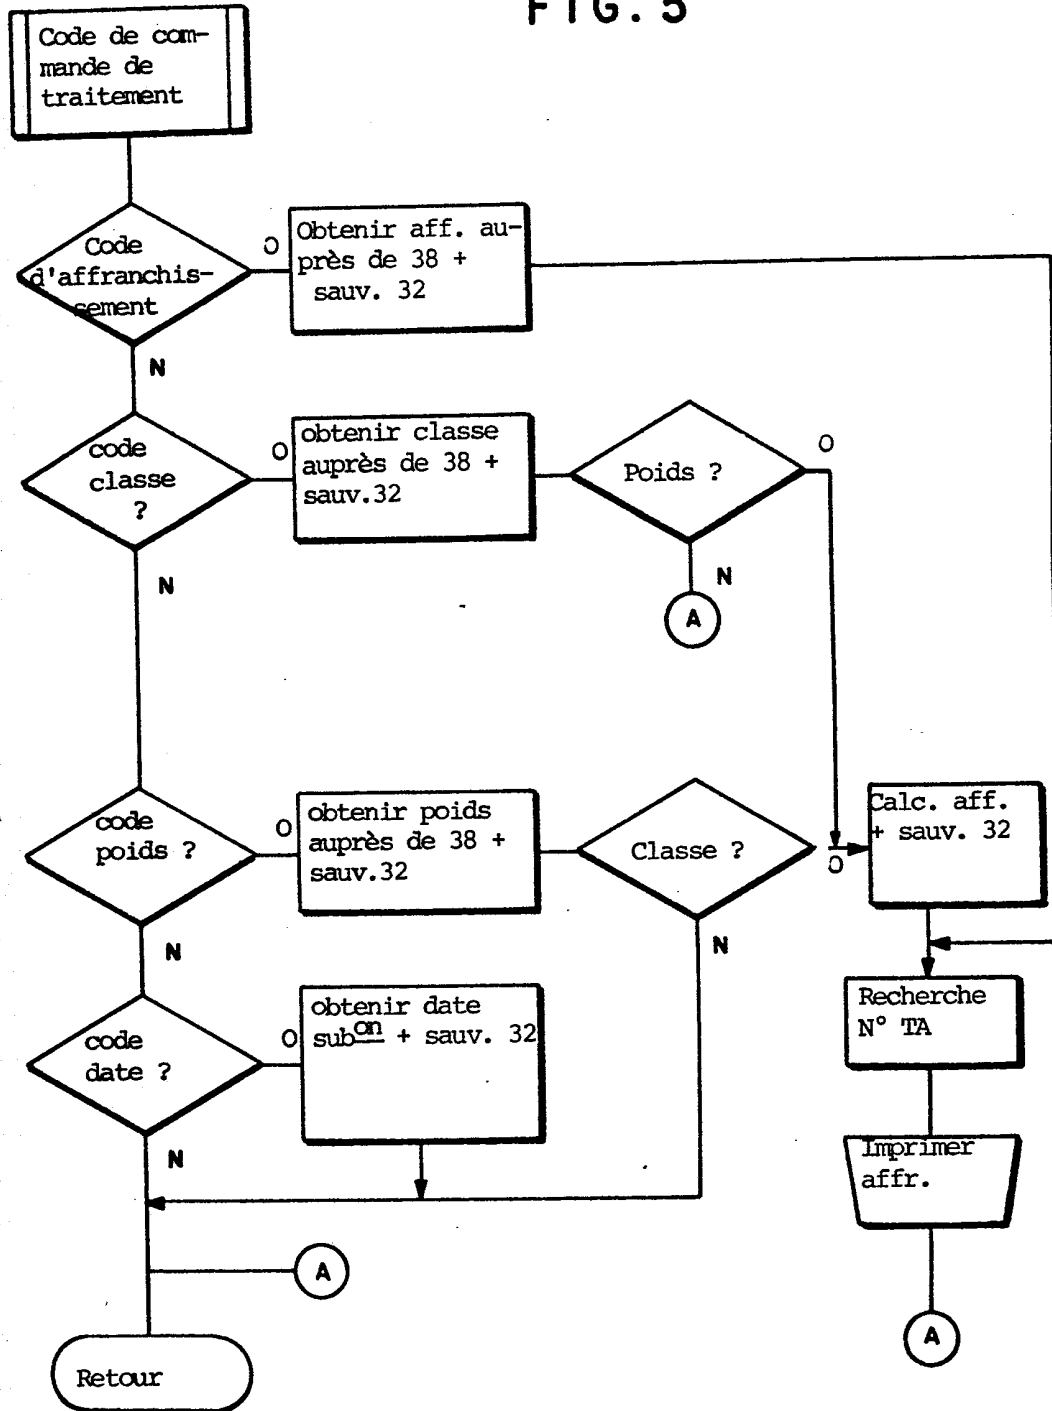 FIG. 5
Code de com-
mande de
traitement
Code
d'affranchis-
sement
O
Obtenir aff. au-
près de 38 +
sauv. 32
N
code
classe
?
O
obtenir classe
auprès de 38 +
sauv.32
Poids ?
O
N
N
A
code
poids ?
O
obtenir poids
auprès de 38 +
sauv.32
Classe ?
O
Calc. aff.
+ sauv. 32
N
N
code
date ?
O
obtenir date
subon + sauv. 32
Recherche
N° TA
N
Imprimer
affr.
A
A
Retour